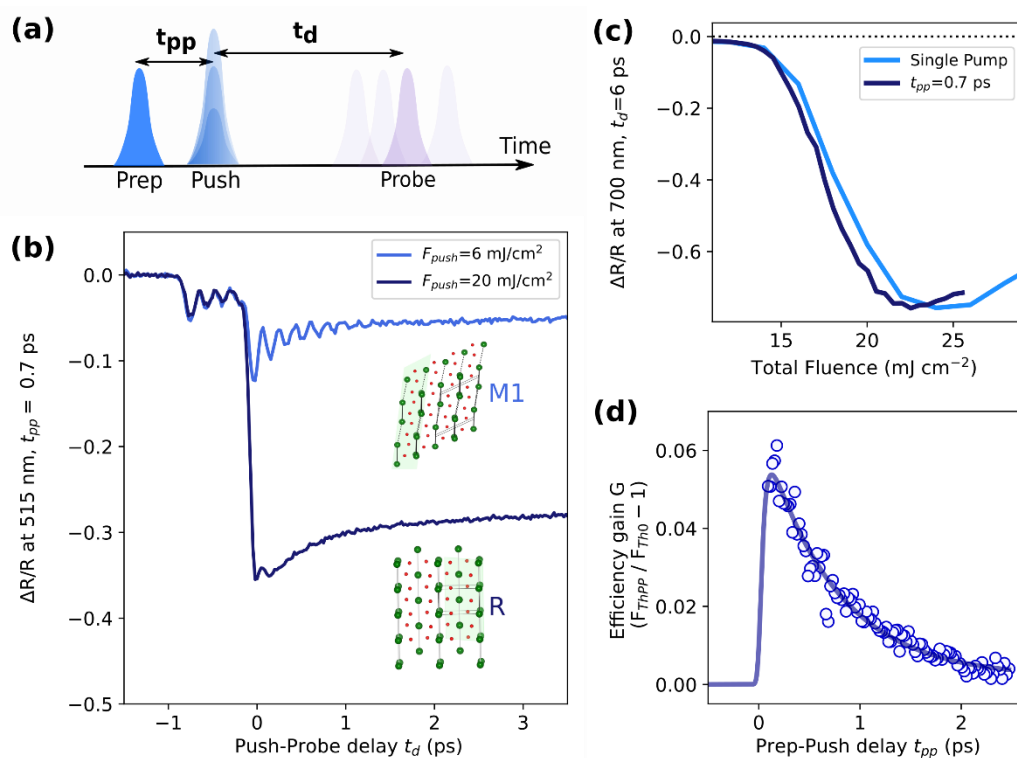 (a)
t_pp
t_d
Time
Prep
Push
Probe
(b)
ΔR/R at 515 nm, t_pp = 0.7 ps
0.0
−0.1
−0.2
−0.3
−0.4
−0.5
F_push=6 mJ/cm²
F_push=20 mJ/cm²
M1
R
−1
0
1
2
3
Push-Probe delay t_d (ps)
(c)
ΔR/R at 700 nm, t_d=6 ps
0.0
−0.2
−0.4
−0.6
Single Pump
t_pp=0.7 ps
15
20
25
Total Fluence (mJ cm⁻²)
(d)
Efficiency gain G
(F_ThPP / F_Th0 − 1)
0.06
0.04
0.02
0.00
0
1
2
Prep-Push delay t_pp (ps)